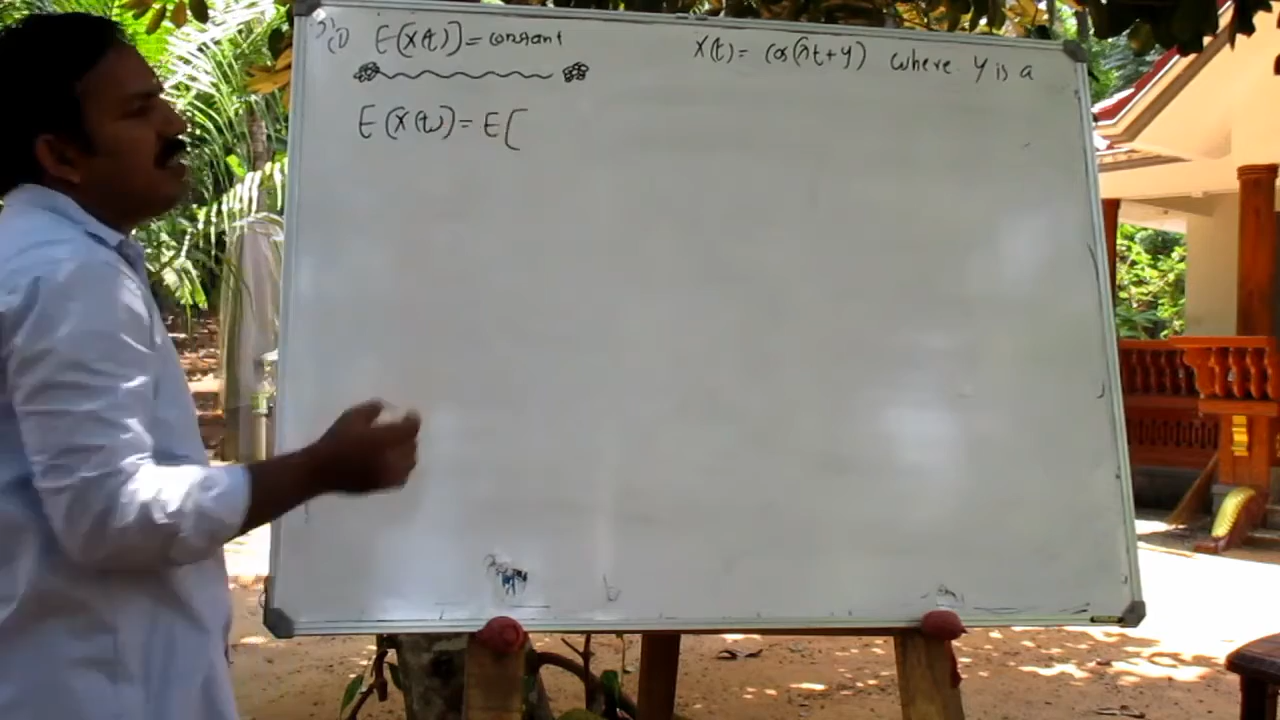 (i) E(X(t)) = constant
X(t) = cos(λt+y) where y is a
E(X(t)) = E[